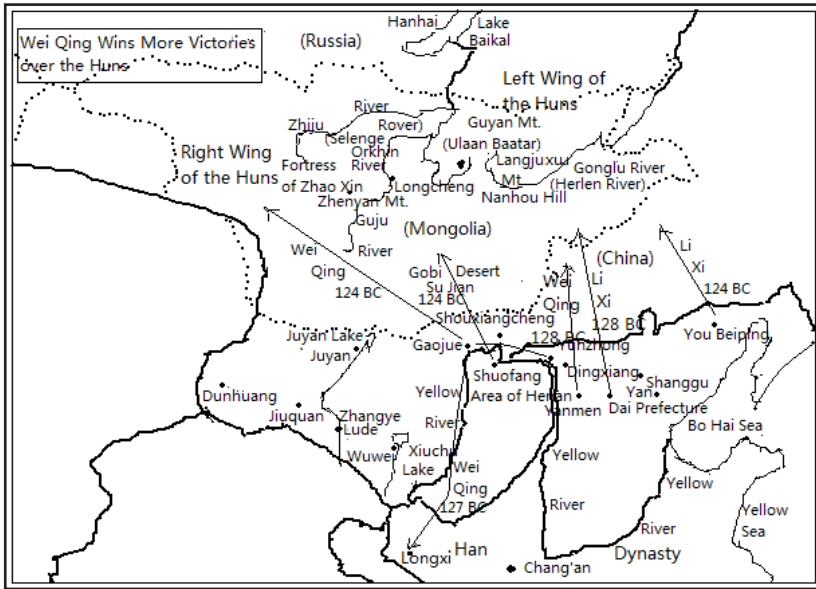 Wei Qing Wins More Victories
over the Huns
Hanhai
Lake
Baikal
(Russia)
Left Wing of
the Huns
River
Zhiju
(Selenge
Rover)
Guyan Mt.
Orkhin
River
(Ulaan Baatar)
Right Wing
of the Huns
Fortress
of Zhao Xin
Longcheng
Langjuxu
Mt
Gonglu River
(Herlen River)
Nanhou Hill
Zhenyan Mt.
Guju
River
(Mongolia)
(China)
Wei
Qing
124 BC
Gobi
Desert
Su Jian
124 BC
Wei
Qing
128 BC
Li
Xi
128 BC
Li
Xi
124 BC
Shouxiangcheng
You Beiping
Juyan Lake
Juyan
Gaojue
Yunzhong
Shuofang
Dingxiang
Shanggu
Yan
Dunhuang
Jiuquan
Yellow
River
Area of Henan
Yanmen
Dai Prefecture
Zhangye
Lude
Bo Hai Sea
Wuwei
Xiuchu
Lake
Wei
Qing
127 BC
Yellow
River
Yellow
River
Yellow
Sea
Longxi
Han
Dynasty
Chang'an